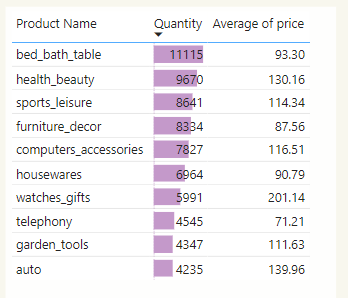 Product Name Quantity Average of price
bed_bath_table 11115 93.30
health_beauty 9670 130.16
sports_leisure 8641 114.34
furniture_decor 8334 87.56
computers_accessories 7827 116.51
housewares 6964 90.79
watches_gifts 5991 201.14
telephony 4545 71.21
garden_tools 4347 111.63
auto 4235 139.96